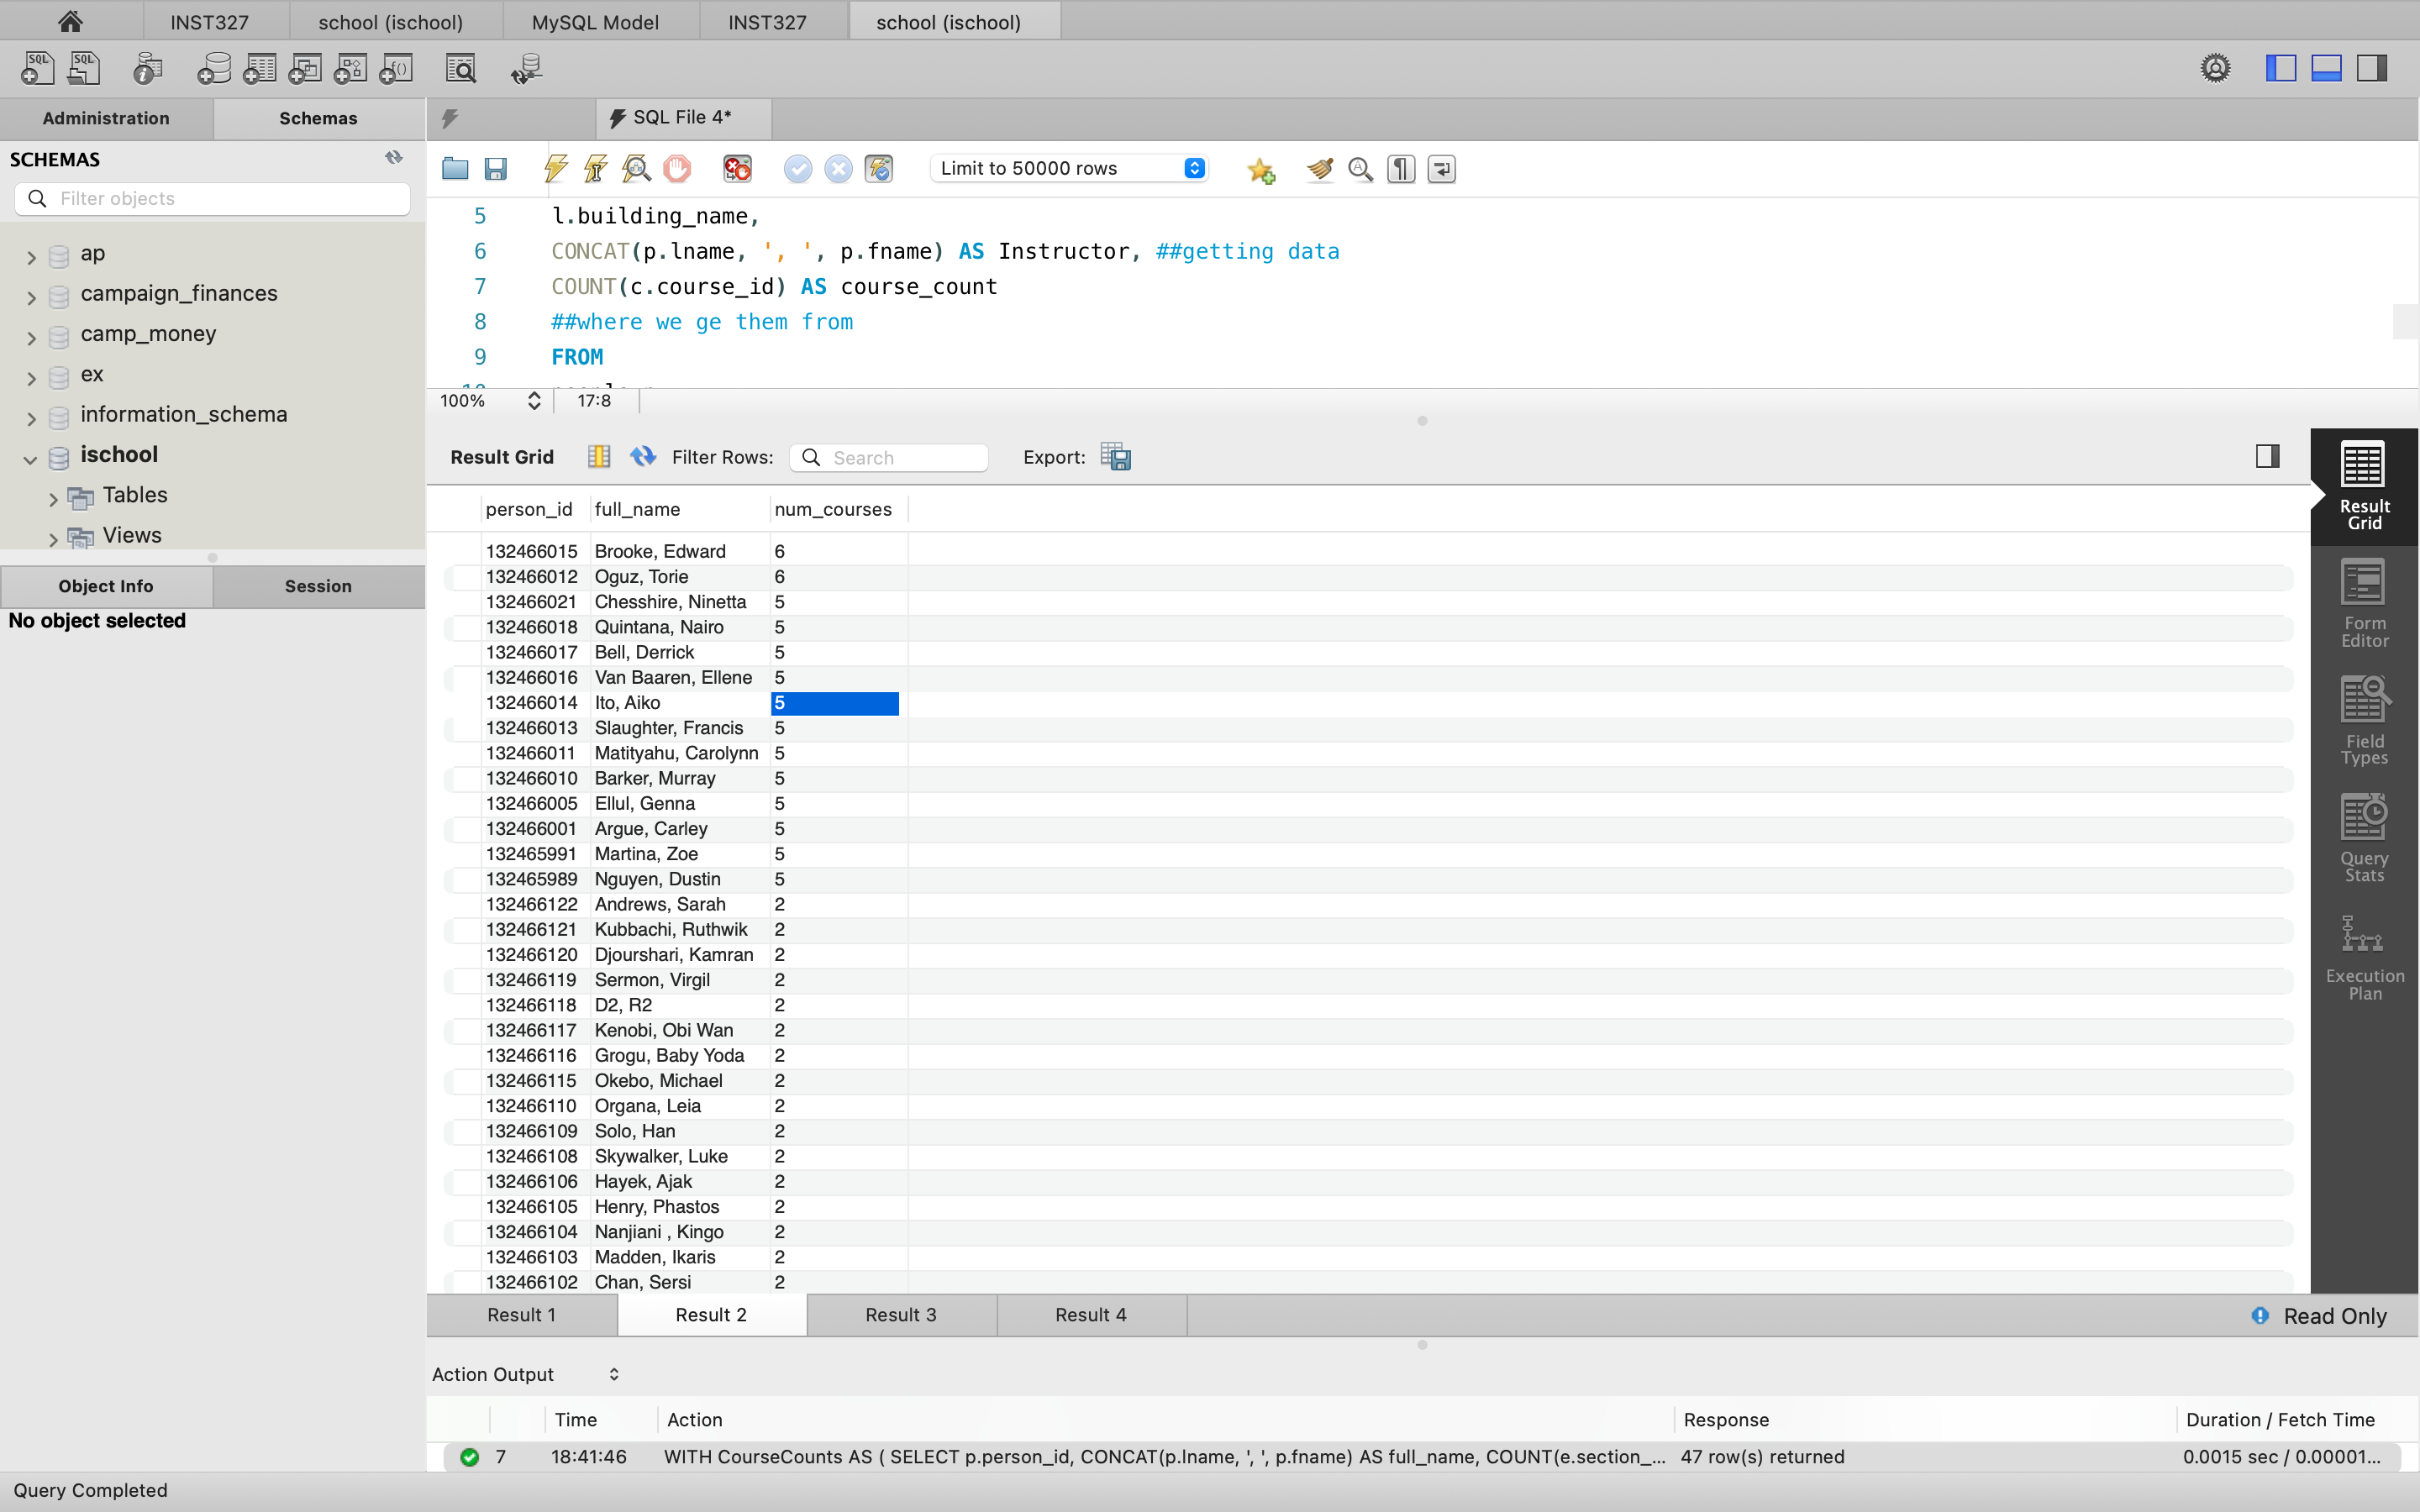 INST327
school (ischool)
MySQL Model
INST327
school (ischool)
SQL
SQL
f()
Administration
Schemas
SQL File 4*
SCHEMAS
Filter objects
Limit to 50000 rows
ap
campaign_finances
camp_money
ex
information_schema
ischool
Tables
Views
Object Info
Session
No object selected
5 l.building_name,
6 CONCAT(p.lname, ', ', p.fname) AS Instructor, ##getting data
7 COUNT(c.course_id) AS course_count
8 ##where we ge them from
9 FROM
100%
17:8
Result Grid
Filter Rows:
Search
Export:
person_id full_name num_courses
132466015 Brooke, Edward 6
132466012 Oguz, Torie 6
132466021 Chesshire, Ninetta 5
132466018 Quintana, Nairo 5
132466017 Bell, Derrick 5
132466016 Van Baaren, Ellene 5
132466014 Ito, Aiko 5
132466013 Slaughter, Francis 5
132466011 Matityahu, Carolynn 5
132466010 Barker, Murray 5
132466005 Ellul, Genna 5
132466001 Argue, Carley 5
132465991 Martina, Zoe 5
132465989 Nguyen, Dustin 5
132466122 Andrews, Sarah 2
132466121 Kubbachi, Ruthwik 2
132466120 Djourshari, Kamran 2
132466119 Sermon, Virgil 2
132466118 D2, R2 2
132466117 Kenobi, Obi Wan 2
132466116 Grogu, Baby Yoda 2
132466115 Okebo, Michael 2
132466110 Organa, Leia 2
132466109 Solo, Han 2
132466108 Skywalker, Luke 2
132466106 Hayek, Ajak 2
132466105 Henry, Phastos 2
132466104 Nanjiani , Kingo 2
132466103 Madden, Ikaris 2
132466102 Chan, Sersi 2
Result
Grid
Form
Editor
Field
Types
Query
Stats
Execution
Plan
Result 1
Result 2
Result 3
Result 4
Read Only
Action Output
Time Action Response Duration / Fetch Time
7 18:41:46 WITH CourseCounts AS ( SELECT p.person_id, CONCAT(p.lname, ', ', p.fname) AS full_name, COUNT(e.section_... 47 row(s) returned 0.0015 sec / 0.00001...
Query Completed